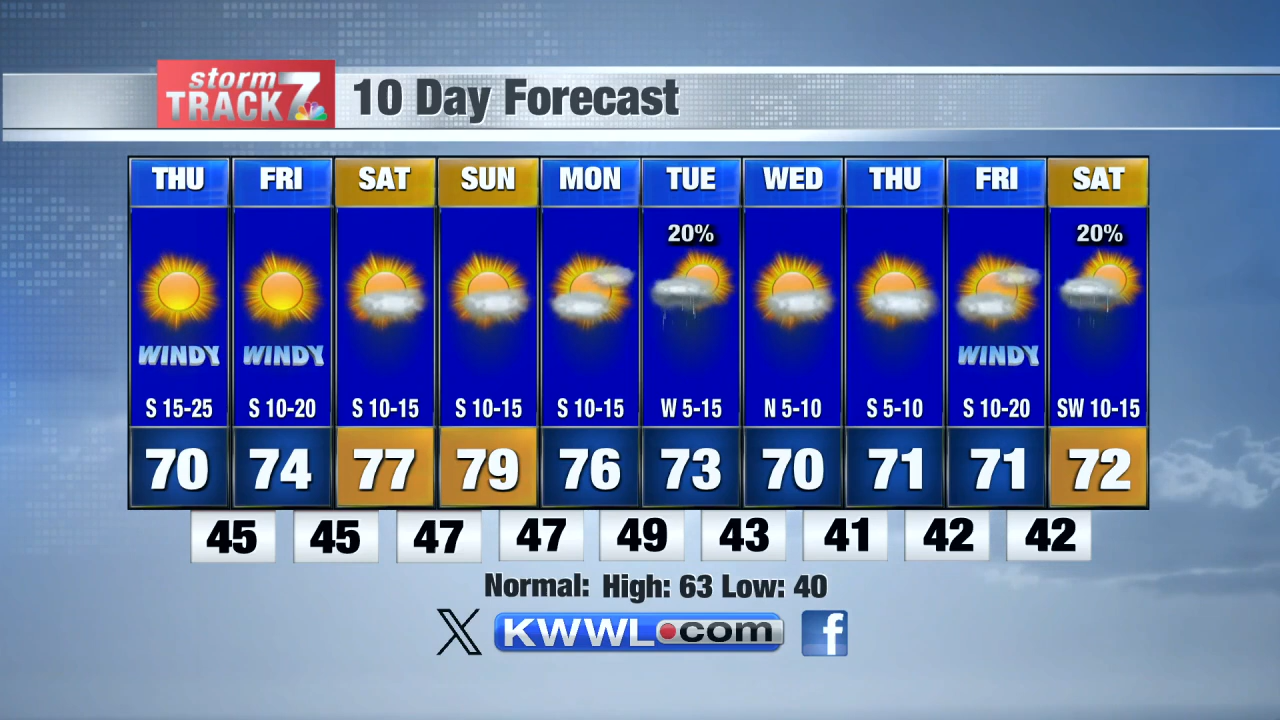 storm
TRACK 7
10 Day Forecast
THU FRI SAT SUN MON TUE WED THU FRI SAT
20% 20%
WINDY WINDY WINDY
S 15-25 S 10-20 S 10-15 S 10-15 S 10-15 W 5-15 N 5-10 S 5-10 S 10-20 SW 10-15
70 74 77 79 76 73 70 71 71 72
45 45 47 47 49 43 41 42 42
Normal: High: 63 Low: 40
X KWWL.com f